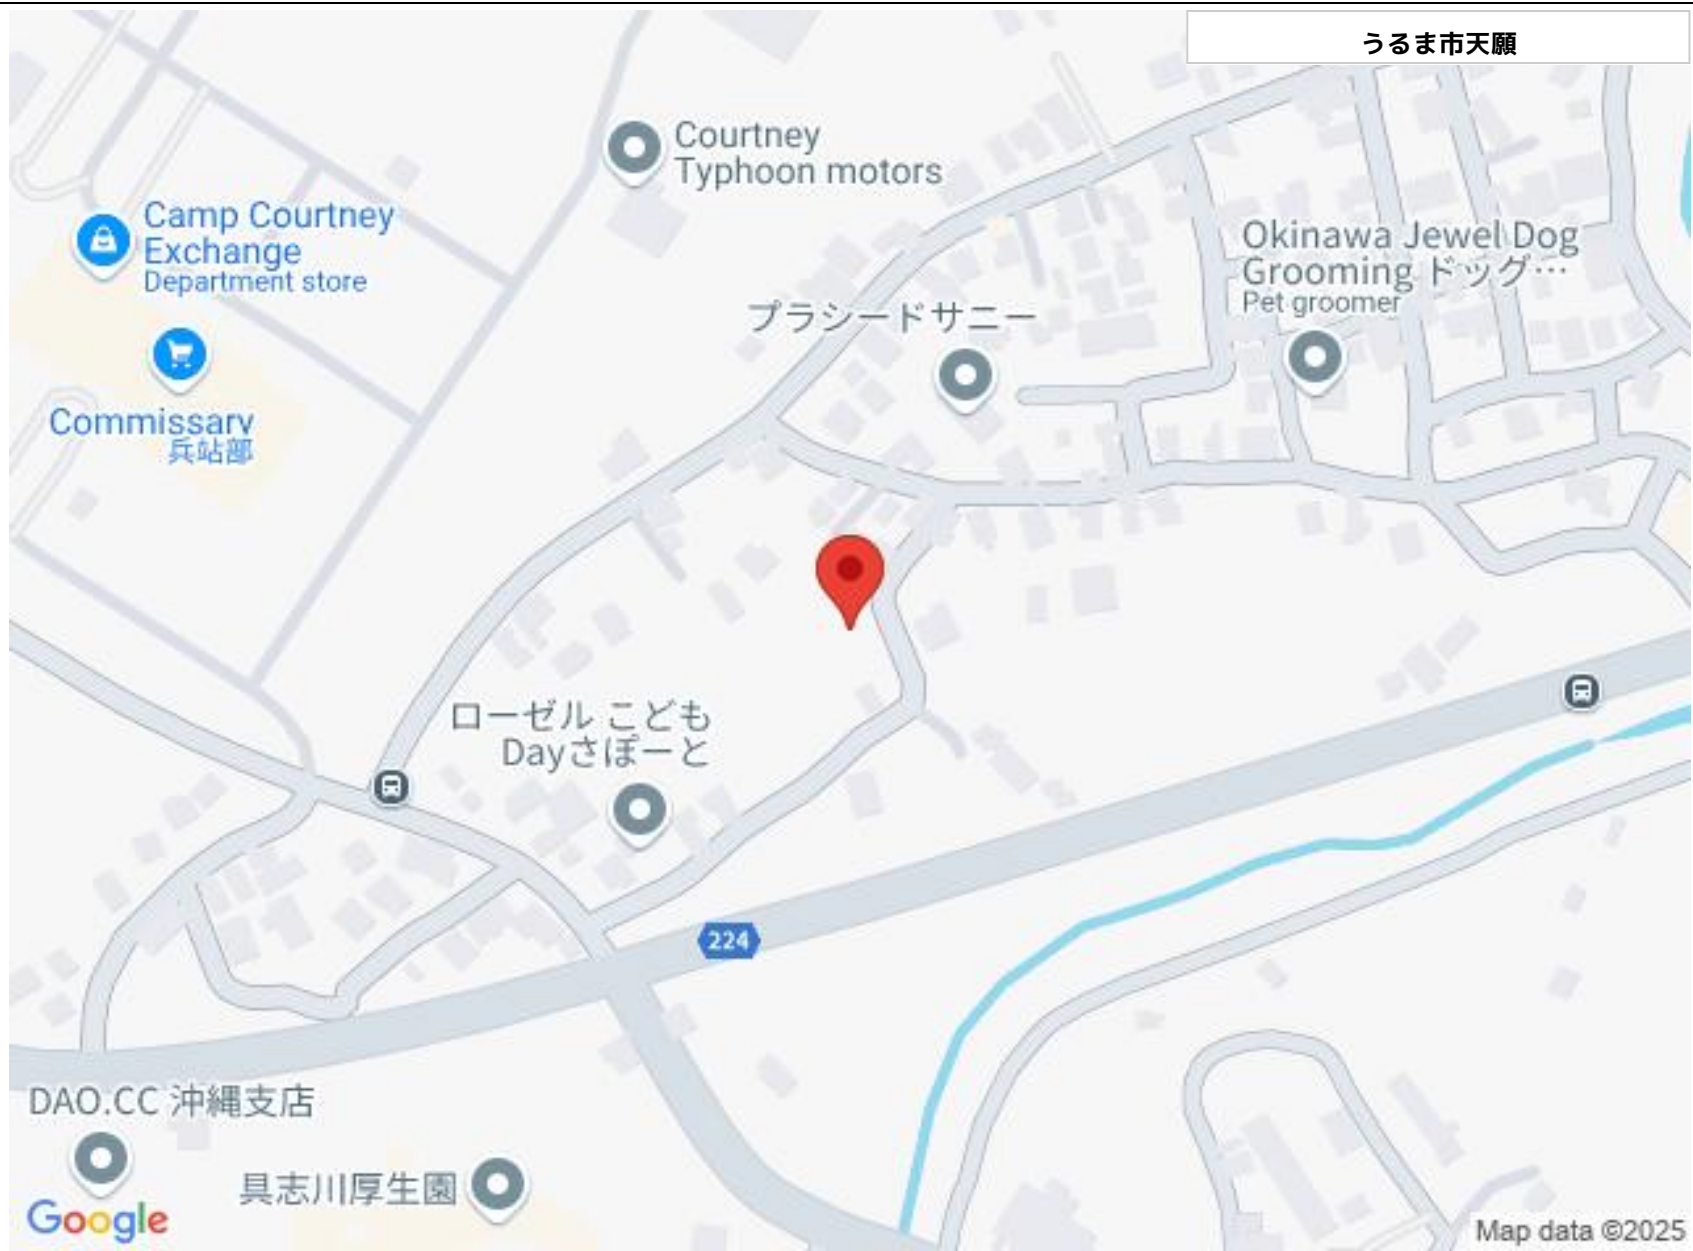 うるま市天願
Courtney
Typhoon motors
Camp Courtney
Exchange
Department store
Okinawa Jewel Dog
Grooming ドッグ…
Pet groomer
プラシードサニー
Commissary
兵站部
ローゼル こども
Dayさぽーと
224
DAO.CC 沖縄支店
具志川厚生園
Google
Map data ©2025